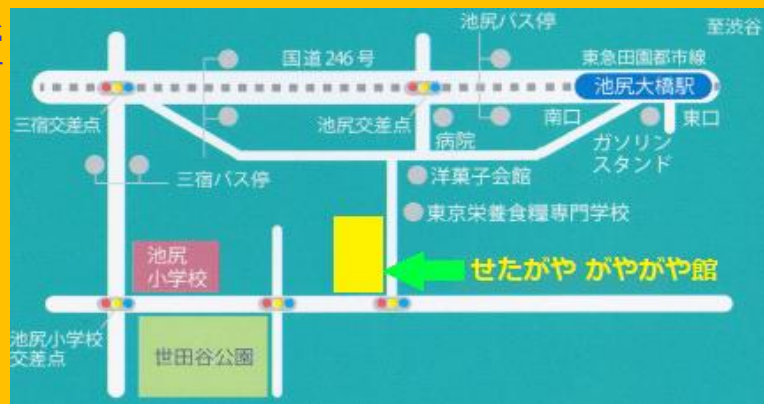 池尻バス停
至渋谷
国道246号
東急田園都市線
池尻大橋駅
三宿交差点
池尻交差点
南口
東口
病院
ガソリン
スタンド
三宿バス停
洋菓子会館
東京栄養食糧専門学校
池尻
小学校
せたがや がやがや館
池尻小学校
交差点
世田谷公園